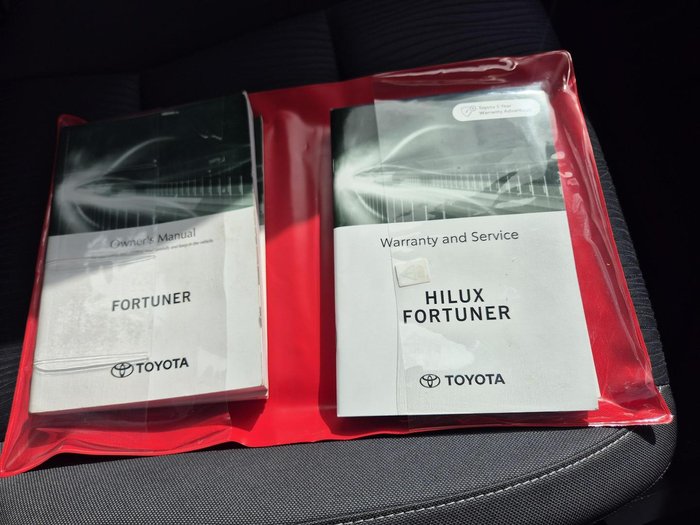 Owner's Manual
FORTUNER
TOYOTA
Toyota 5 Year
Warranty Advantage
Warranty and Service
HILUX
FORTUNER
TOYOTA